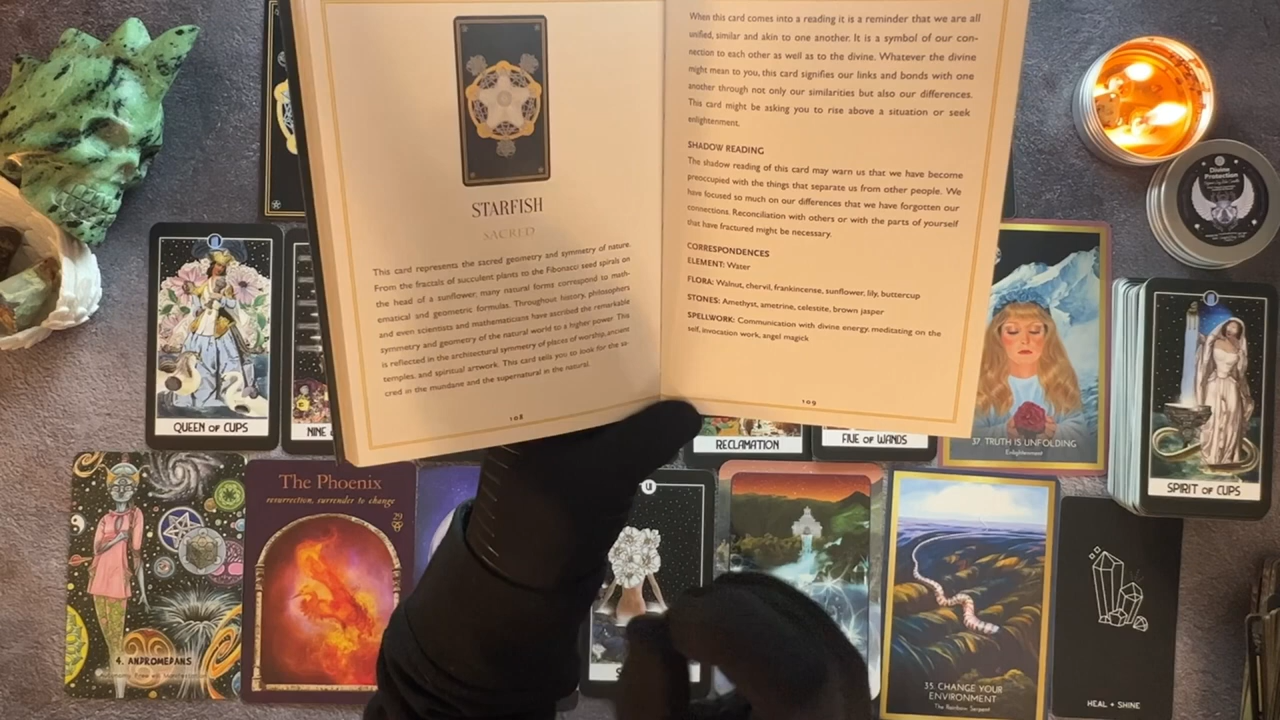 STARFISH
SACRED
This card represents the sacred geometry and symmetry of nature.
From the fractals of succulent plants to the Fibonacci seed spirals on
the head of a sunflower, many natural forms correspond to math-
ematical and geometric formulas. Throughout history, philosophers
and even scientists and mathematicians have ascribed the remarkable
symmetry and geometry of the natural world to a higher power. This
is reflected in the architectural symmetry of places of worship, ancient
temples, and spiritual artwork. This card tells you to look for the sa-
cred in the mundane and the supernatural in the natural.
108
When this card comes into a reading it is a reminder that we are all
unified, similar and akin to one another. It is a symbol of our con-
nection to each other as well as to the divine. Whatever the divine
might mean to you, this card signifies our links and bonds with one
another through not only our similarities but also our differences.
This card might be asking you to rise above a situation or seek
enlightenment.
SHADOW READING
The shadow reading of this card may warn us that we have become
preoccupied with the things that separate us from other people. We
have focused so much on our differences that we have forgotten our
connections. Reconciliation with others or with the parts of yourself
that have fractured might be necessary.
CORRESPONDENCES
ELEMENT: Water
FLORA: Walnut, chervil, frankincense, sunflower, lily, buttercup
STONES: Amethyst, ametrine, celestite, brown jasper
SPELLWORK: Communication with divine energy, meditating on the
self, invocation work, angel magick
109
Divine
Protection
QUEEN OF CUPS
NINE
RECLAMATION
FIVE OF WANDS
37. TRUTH IS UNFOLDING
Enlightenment
SPIRIT OF CUPS
4. ANDROMEDANS
The Phoenix
resurrection, surrender to change
29
35. CHANGE YOUR
ENVIRONMENT
The Rainbow Serpent
HEAL + SHINE